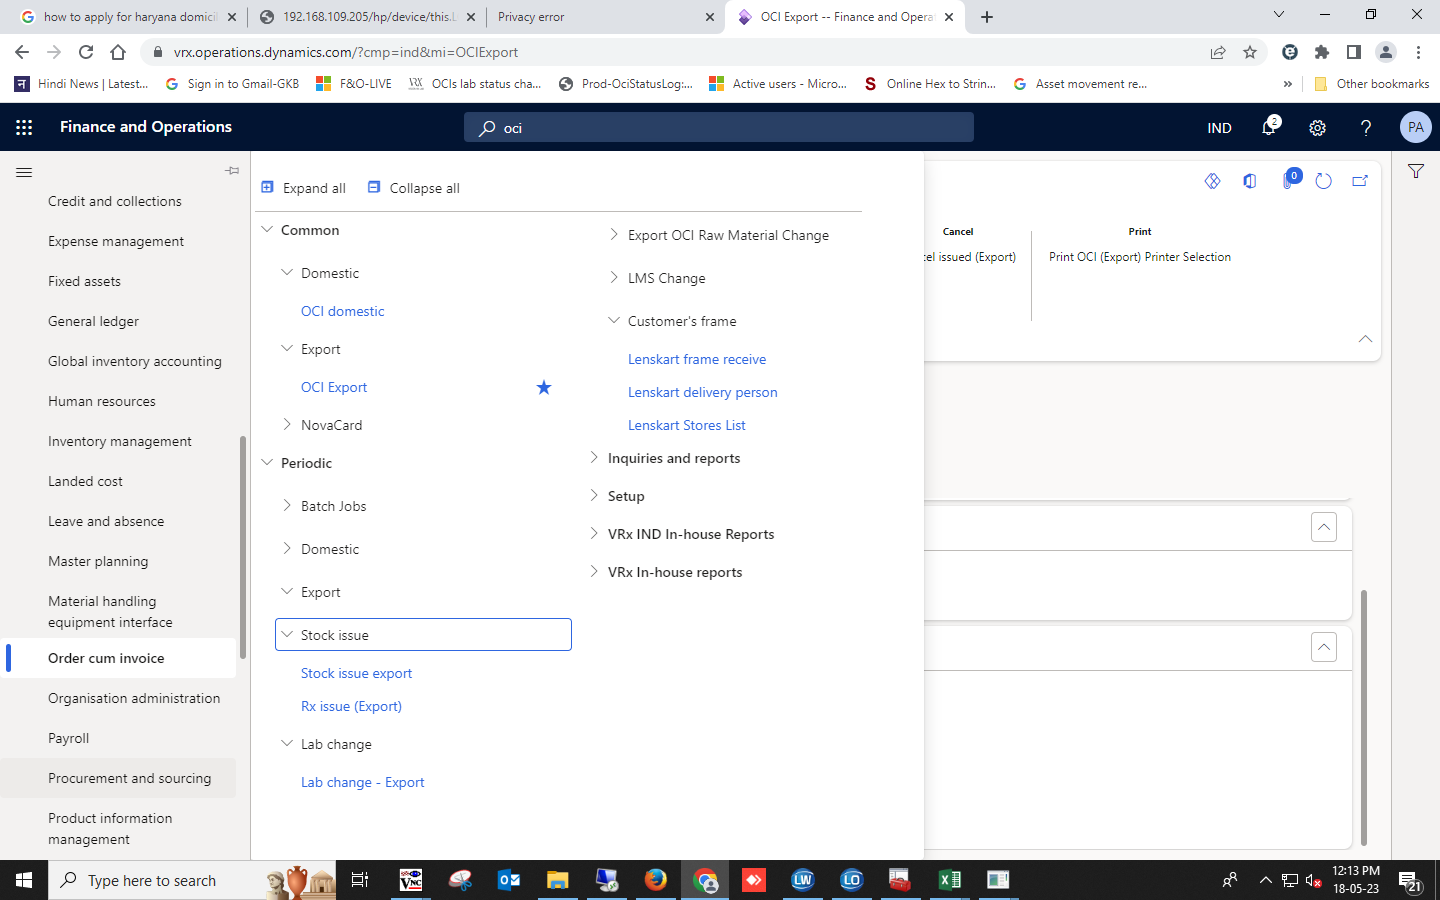 how to apply for haryana domici
192.168.109.205/hp/device/this.L
Privacy error
OCI Export -- Finance and Opera
vrx.operations.dynamics.com/?cmp=ind&mi=OCIExport
Hindi News | Latest...
Sign in to Gmail-GKB
F&O-LIVE
VRX OCIs lab status cha...
Prod-OciStatusLog:...
Active users - Micro...
S Online Hex to Strin...
Asset movement re...
»
Other bookmarks
Finance and Operations
oci
IND
2
?
PA
Credit and collections
Expense management
Fixed assets
General ledger
Global inventory accounting
Human resources
Inventory management
Landed cost
Leave and absence
Master planning
Material handling
equipment interface
Order cum invoice
Organisation administration
Payroll
Procurement and sourcing
Product information
management
Expand all
Collapse all
Common
Domestic
OCI domestic
Export
OCI Export
NovaCard
Periodic
Batch Jobs
Domestic
Export
Stock issue
Stock issue export
Rx issue (Export)
Lab change
Lab change - Export
Export OCI Raw Material Change
LMS Change
Customer's frame
Lenskart frame receive
Lenskart delivery person
Lenskart Stores List
Inquiries and reports
Setup
VRx IND In-house Reports
VRx In-house reports
0
Cancel
Print
cel issued (Export)
Print OCI (Export) Printer Selection
Type here to search
VNC
LW
LO
12:13 PM
18-05-23
21